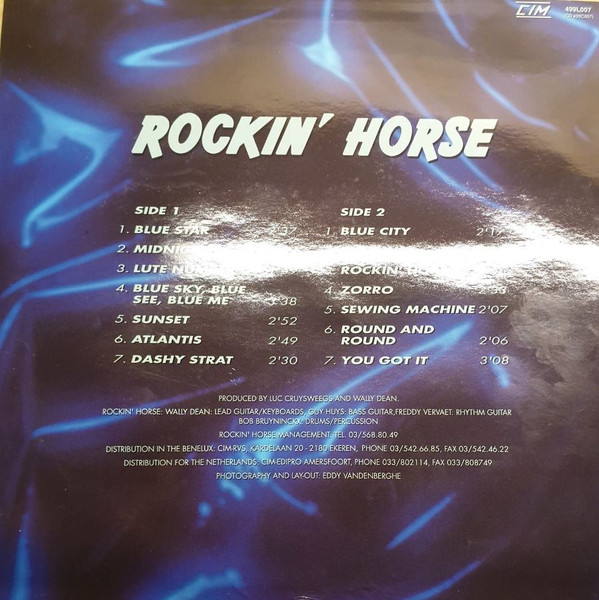 CIM
499L007
ROCKIN' HORSE
SIDE 1
1. BLUE STAR 2'37
2.
3. LUTE
4. BLUE SKY, BLUE
SEE, BLUE ME 3'38
5. SUNSET 2'52
6. ATLANTIS 2'49
7. DASHY STRAT 2'30
SIDE 2
1. BLUE CITY
ROCKIN'
4. ZORRO
5. SEWING MACHINE 2'07
6. ROUND AND
ROUND 2'06
7. YOU GOT IT 3'08
PRODUCED BY LUC CRUYSWEEGS AND WALLY DEAN.
ROCKIN' HORSE: WALLY DEAN: LEAD GUITAR/KEYBOARDS, GUY HUYS: BASS GUITAR,FREDDY VERVAET: RHYTHM GUITAR
BOB BRUYNINCKX: DRUMS/PERCUSSION
ROCKIN' HORSE MANAGEMENT. TEL. 03/568.80.49
DISTRIBUTION IN THE BENELUX: CIM-RVS, KARDELAAN 20 - 2180 EKEREN, PHONE 03/542.66.85, FAX 03/542.46.22
DISTRIBUTION FOR THE NETHERLANDS: CIM-EDIPRO AMERSFOORT, PHONE 033/802114, FAX 033/808749
PHOTOGRAPHY AND LAY-OUT: EDDY VANDENBERGHE